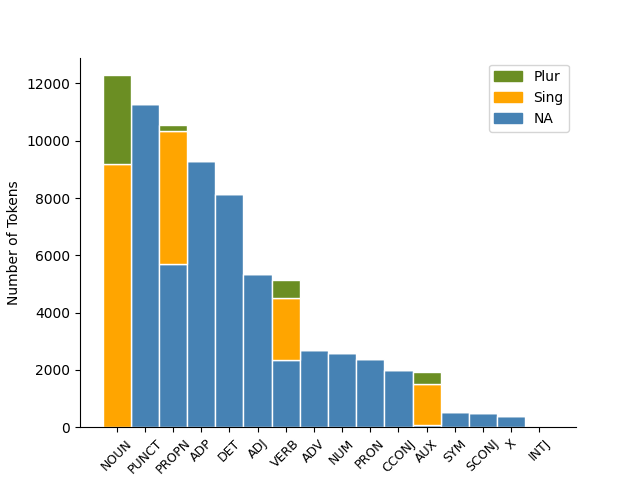 Plur
Sing
NA
Number of Tokens
12000
10000
8000
6000
4000
2000
0
NOUN
PUNCT
PROPN
ADP
DET
ADJ
VERB
ADV
NUM
PRON
CCONJ
AUX
SYM
SCONJ
X
INTJ